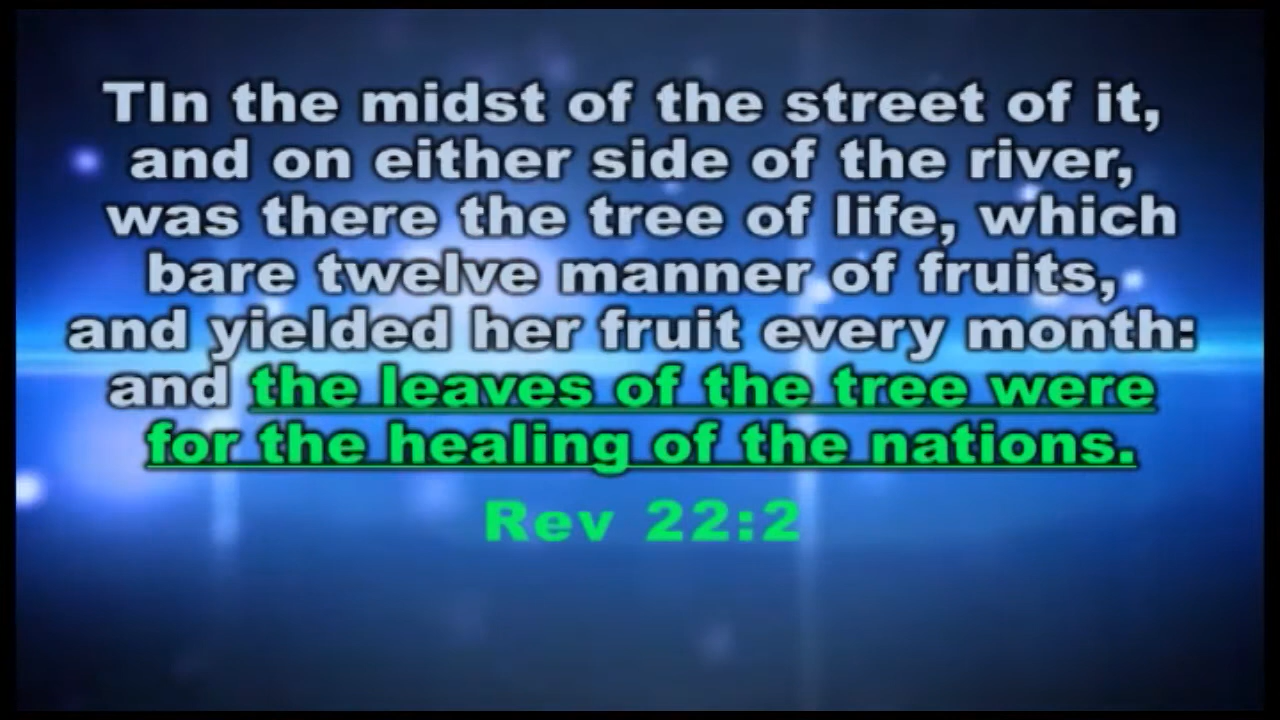 TIn the midst of the street of it,
and on either side of the river,
was there the tree of life, which
bare twelve manner of fruits,
and yielded her fruit every month:
and the leaves of the tree were
for the healing of the nations.
Rev 22:2